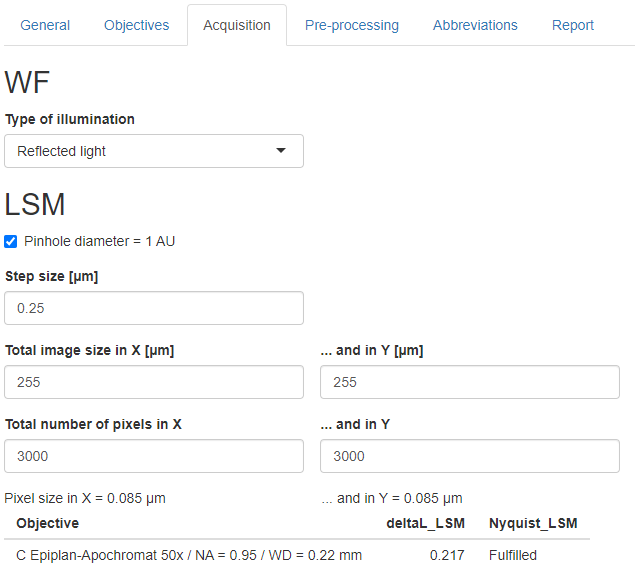 General Objectives Acquisition Pre-processing Abbreviations Report
WF
Type of illumination
Reflected light
LSM
Pinhole diameter = 1 AU
Step size [µm]
0.25
Total image size in X [µm] ... and in Y [µm]
255 255
Total number of pixels in X ... and in Y
3000 3000
Pixel size in X = 0.085 µm ... and in Y = 0.085 µm
Objective deltaL_LSM Nyquist_LSM
C Epiplan-Apochromat 50x / NA = 0.95 / WD = 0.22 mm 0.217 Fulfilled